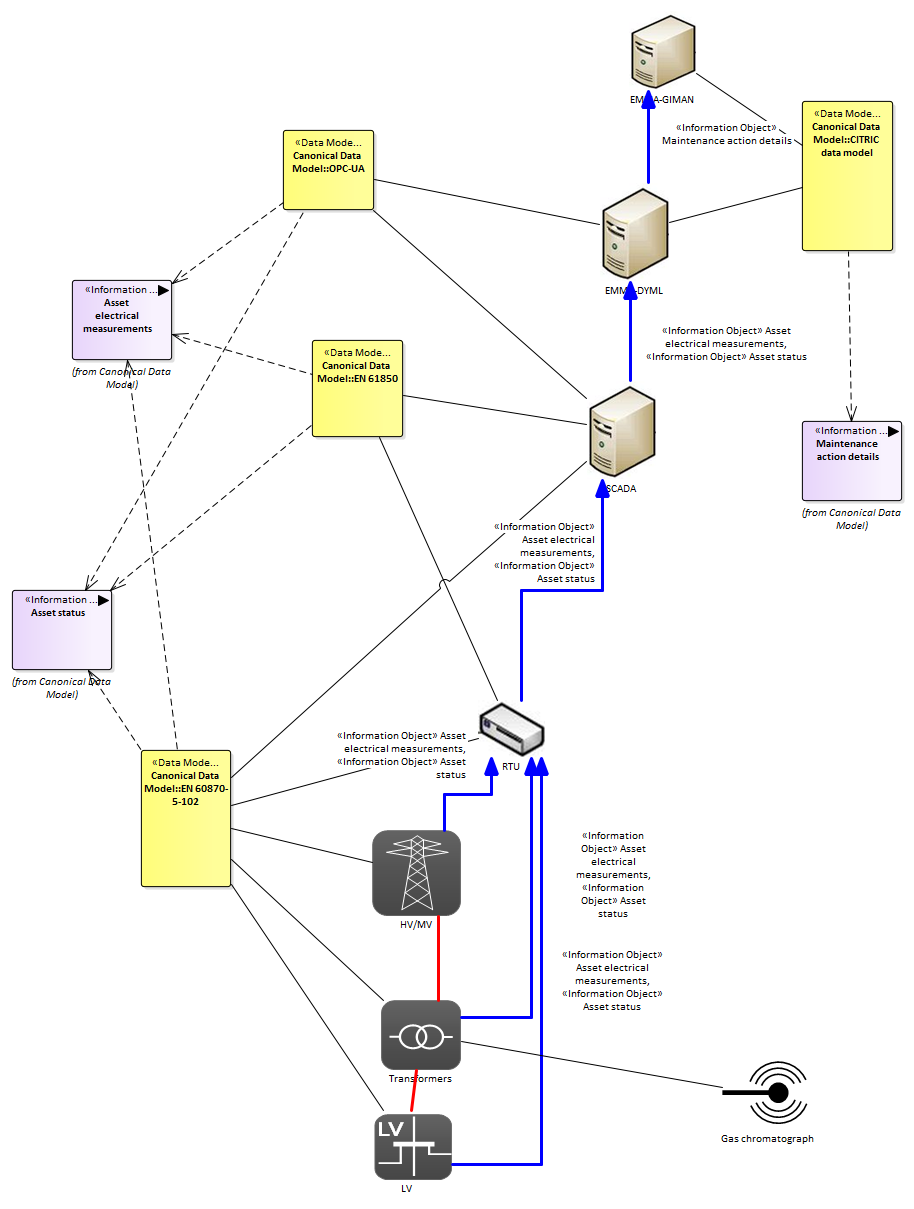 EMMA-GIMAN
«Information Object»
Maintenance action details
«Data Mode...
Canonical Data
Model::CITRIC
data model
«Data Mode...
Canonical Data
Model::OPC-UA
EMMA-DYML
«Information ...
Asset
electrical
measurements
(from Canonical Data
Model)
«Information Object» Asset
electrical measurements,
«Information Object» Asset status
«Data Mode...
Canonical Data
Model::EN 61850
SCADA
«Information ...
Maintenance
action details
(from Canonical Data
Model)
«Information Object»
Asset electrical
measurements,
«Information Object»
Asset status
«Information ...
Asset status
(from Canonical Data
Model)
«Information Object» Asset
electrical measurements,
«Information Object» Asset
status
RTU
«Data Mode...
Canonical Data
Model::EN 60870-
5-102
HV/MV
«Information
Object» Asset
electrical
measurements,
«Information
Object» Asset
status
«Information Object»
Asset electrical
measurements,
«Information Object»
Asset status
Transformers
LV
LV
Gas chromatograph